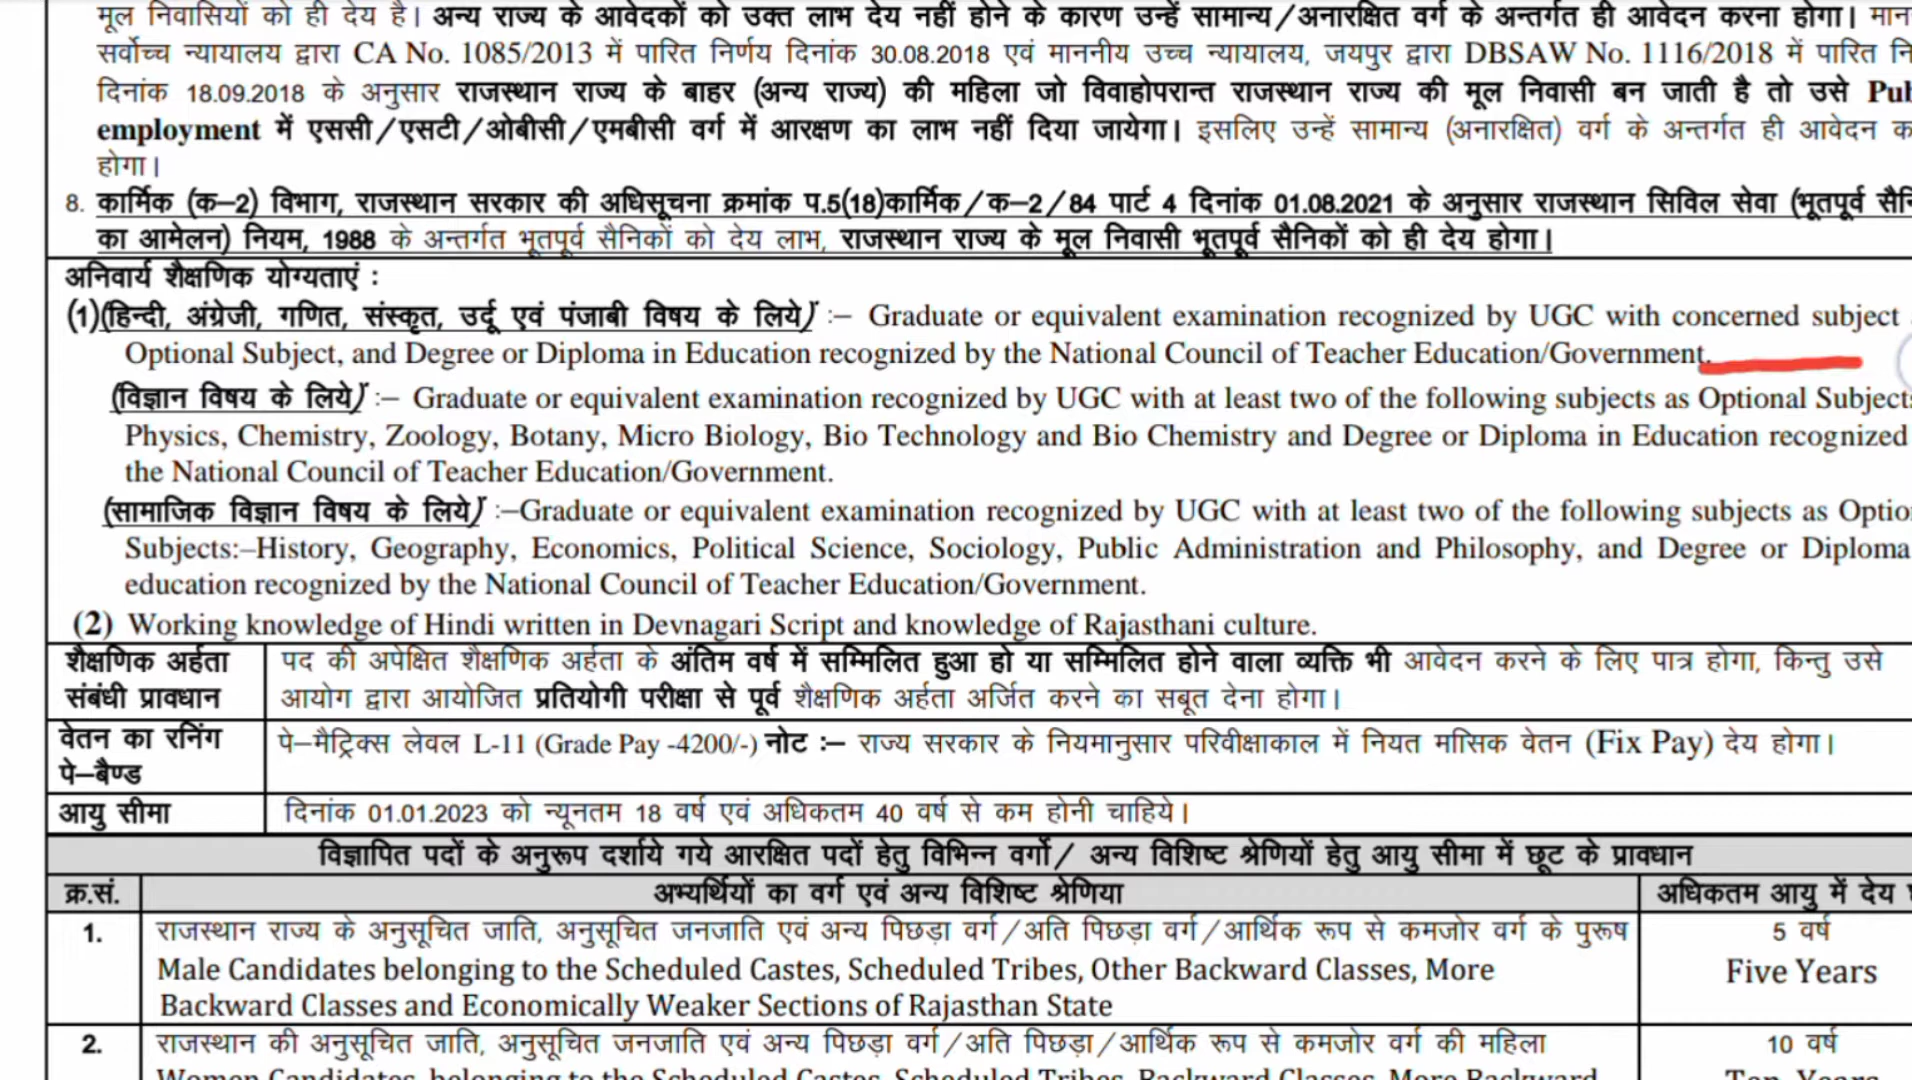 मूल निवासियों को ही देय है। अन्य राज्य के आवेदकों को उक्त लाभ देय नहीं होने के कारण उन्हें सामान्य/अनारक्षित वर्ग के अन्तर्गत ही आवेदन करना होगा।
सर्वोच्च न्यायालय द्वारा CA No. 1085/2013 में पारित निर्णय दिनांक 30.08.2018 एवं माननीय उच्च न्यायालय, जयपुर द्वारा DBSAW No. 1116/2018 में पारित
दिनांक 18.09.2018 के अनुसार राजस्थान राज्य के बाहर (अन्य राज्य) की महिला जो विवाहोपरान्त राजस्थान राज्य की मूल निवासी बन जाती है तो उसे
employment में एससी/एसटी/ओबीसी/एमबीसी वर्ग में आरक्षण का लाभ नहीं दिया जायेगा। इसलिए उन्हें सामान्य (अनारक्षित) वर्ग के अन्तर्गत ही आवेदन
होगा।
8. कार्मिक (क–2) विभाग, राजस्थान सरकार की अधिसूचना क्रमांक प.5(18)कार्मिक/क–2/84 पार्ट 4 दिनांक 01.08.2021 के अनुसार राजस्थान सिविल सेवा (भूतपूर्व
का आमेलन) नियम, 1988 के अन्तर्गत भूतपूर्व सैनिकों को देय लाभ, राजस्थान राज्य के मूल निवासी भूतपूर्व सैनिकों को ही देय होगा।
अनिवार्य शैक्षणिक योग्यताएं :
(1)(हिन्दी, अंग्रेजी, गणित, संस्कृत, उर्दू एवं पंजाबी विषय के लिये) :– Graduate or equivalent examination recognized by UGC with concerned subject
Optional Subject, and Degree or Diploma in Education recognized by the National Council of Teacher Education/Government.
(विज्ञान विषय के लिये) :– Graduate or equivalent examination recognized by UGC with at least two of the following subjects as Optional
Physics, Chemistry, Zoology, Botany, Micro Biology, Bio Technology and Bio Chemistry and Degree or Diploma in Education recognized
the National Council of Teacher Education/Government.
(सामाजिक विज्ञान विषय के लिये) :–Graduate or equivalent examination recognized by UGC with at least two of the following subjects as
Subjects:–History, Geography, Economics, Political Science, Sociology, Public Administration and Philosophy, and Degree or Diploma
education recognized by the National Council of Teacher Education/Government.
(2) Working knowledge of Hindi written in Devnagari Script and knowledge of Rajasthani culture.
शैक्षणिक अर्हता संबंधी प्रावधान
पद की अपेक्षित शैक्षणिक अर्हता के अंतिम वर्ष में सम्मिलित हुआ हो या सम्मिलित होने वाला व्यक्ति भी आवेदन करने के लिए पात्र होगा, किन्तु उसे
आयोग द्वारा आयोजित प्रतियोगी परीक्षा से पूर्व शैक्षणिक अर्हता अर्जित करने का सबूत देना होगा।
वेतन का रनिंग पे–बैण्ड
पे–मैट्रिक्स लेवल L-11 (Grade Pay -4200/-) नोट :– राज्य सरकार के नियमानुसार परिवीक्षाकाल में नियत मासिक वेतन (Fix Pay) देय होगा।
आयु सीमा
दिनांक 01.01.2023 को न्यूनतम 18 वर्ष एवं अधिकतम 40 वर्ष से कम होनी चाहिये।
विज्ञापित पदों के अनुरूप दर्शाये गये आरक्षित पदों हेतु विभिन्न वर्गो/ अन्य विशिष्ट श्रेणियों हेतु आयु सीमा में छूट के प्रावधान
क्र.सं. अभ्यर्थियों का वर्ग एवं अन्य विशिष्ट श्रेणिया अधिकतम आयु में देय
1. राजस्थान राज्य के अनुसूचित जाति, अनुसूचित जनजाति एवं अन्य पिछड़ा वर्ग/अति पिछड़ा वर्ग/आर्थिक रूप से कमजोर वर्ग के पुरूष 5 वर्ष
Male Candidates belonging to the Scheduled Castes, Scheduled Tribes, Other Backward Classes, More Five Years
Backward Classes and Economically Weaker Sections of Rajasthan State
2. राजस्थान की अनुसूचित जाति, अनुसूचित जनजाति एवं अन्य पिछड़ा वर्ग/अति पिछड़ा/आर्थिक रूप से कमजोर वर्ग की महिला 10 वर्ष